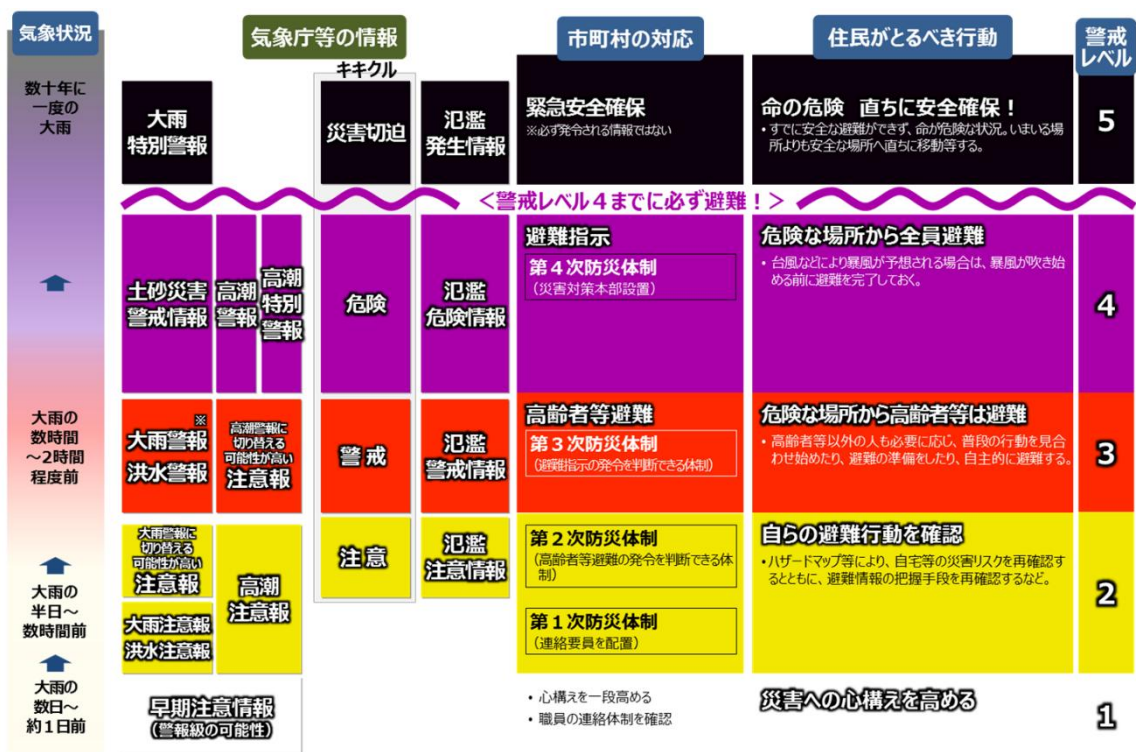 気象状況
気象庁等の情報
市町村の対応
住民がとるべき行動
警戒
レベル
キキクル
数十年に
一度の
大雨
大雨
特別警報
災害切迫
氾濫
発生情報
緊急安全確保
※必ず発令される情報ではない
命の危険 直ちに安全確保!
・すでに安全な避難ができず、命が危険な状況。いまいる場
所よりも安全な場所へ直ちに移動等する。
5
<警戒レベル4までに必ず避難!>
土砂災害
警戒情報
高潮
警報
高潮
特別
警報
危険
氾濫
危険情報
避難指示
第4次防災体制
(災害対策本部設置)
危険な場所から全員避難
・台風などにより暴風が予想される場合は、暴風が吹き始
める前に避難を完了しておく。
4
大雨の
数時間
~2時間
程度前
※
大雨警報
洪水警報
高潮警報に
切り替える
可能性が高い
注意報
警戒
氾濫
警戒情報
高齢者等避難
第3次防災体制
(避難指示の発令を判断できる体制)
危険な場所から高齢者等は避難
・高齢者等以外の人も必要に応じ、普段の行動を見合
わせ始めたり、避難の準備をしたり、自主的に避難する。
3
大雨の
半日~
数時間前
大雨警報に
切り替える
可能性が高い
注意報
大雨注意報
洪水注意報
高潮
注意報
注意
氾濫
注意情報
第2次防災体制
(高齢者等避難の発令を判断できる体
制)
第1次防災体制
(連絡要員を配置)
自らの避難行動を確認
・ハザードマップ等により、自宅等の災害リスクを再確認す
るとともに、避難情報の把握手段を再確認するなど。
2
大雨の
数日~
約1日前
早期注意情報
(警報級の可能性)
・心構えを一段高める
・職員の連絡体制を確認
災害への心構えを高める
1